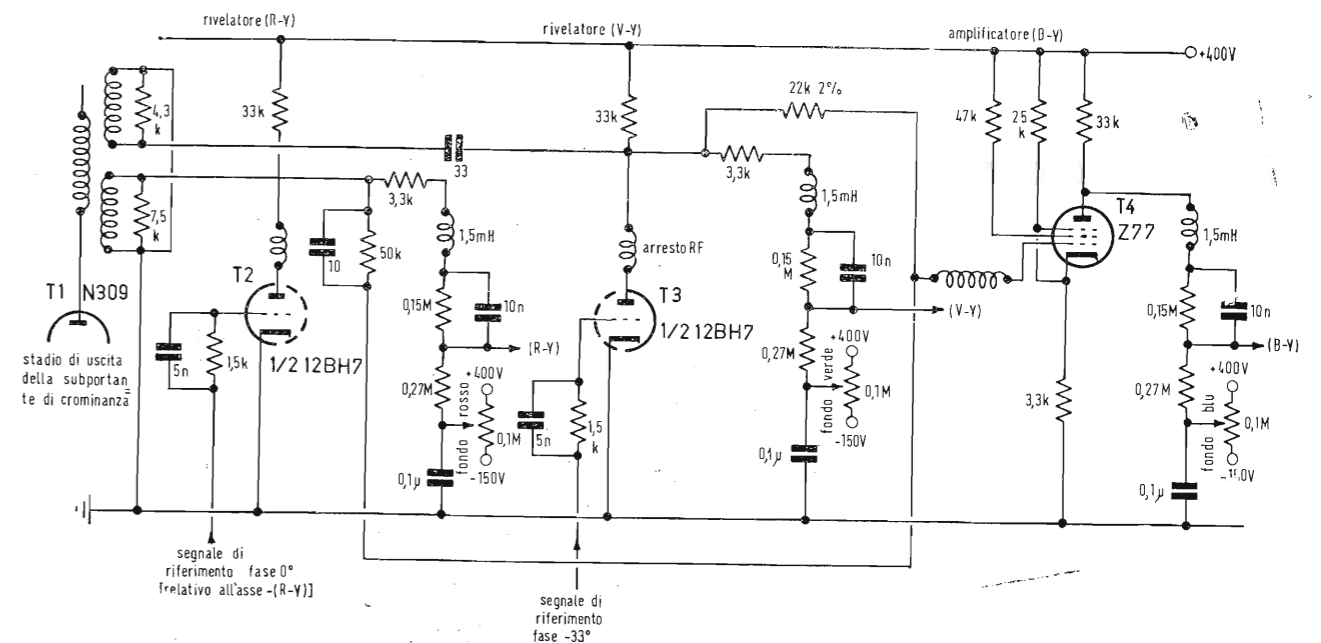 rivelatore (R-Y)
rivelatore (V-Y)
amplificatore (B-Y)
+400V
4,3
k
33k
33k
22k 2%
47k
25
k
33k
33
3,3k
3,3k
7,5
k
1,5mH
1,5mH
T4
Z77
1,5mH
10
50k
arresto RF
T1 N309
T2
0,15M
10n
0,15
M
10n
T3
0,15M
10n
stadio di uscita
della subportan=
te di crominanza
5n
1,5k
1/2 12BH7
(R-Y)
1/2 12BH7
(V-Y)
(B-Y)
0,27M
+400V
fondo rosso
0,1M
-150V
0,1µ
5n
1,5
k
0,27M
+400V
fondo verde
0,1M
-150V
0,1µ
3,3k
0,27M
+400V
fondo blu
0,1M
0,1µ
segnale di
riferimento fase 0°
[relativo all'asse -(R-Y)]
segnale di
riferimento
fase -33°